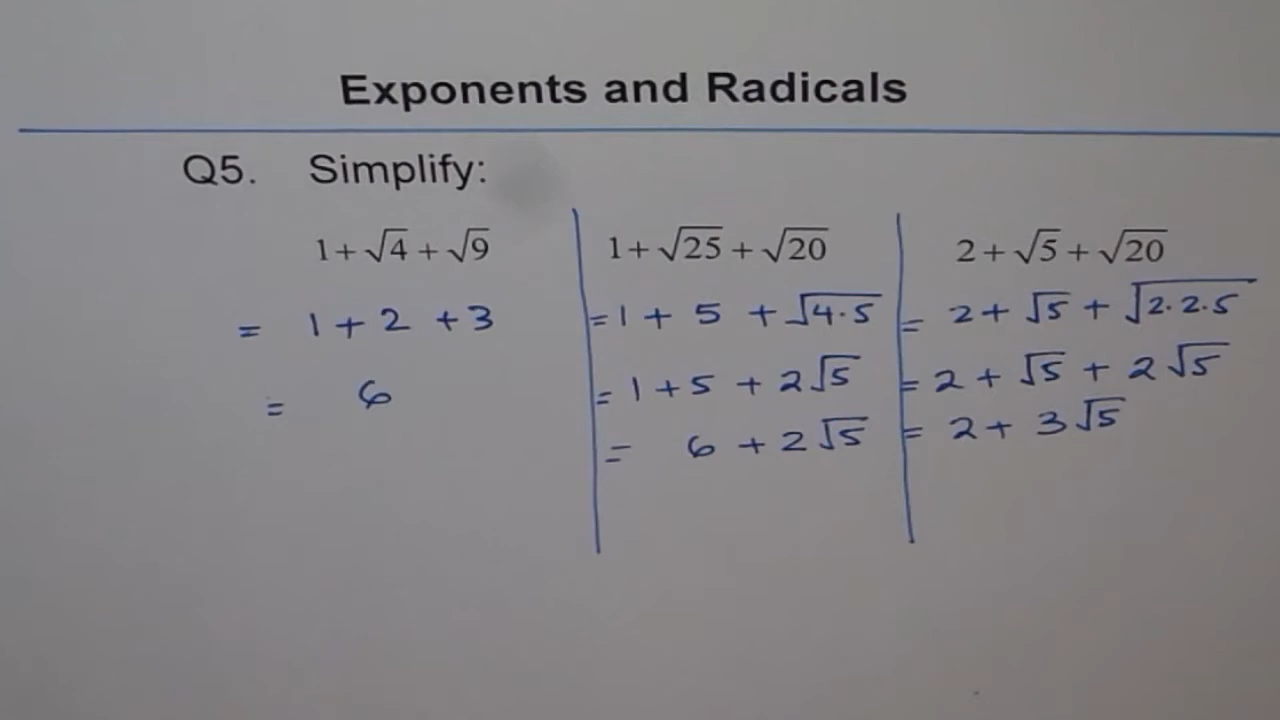 Exponents and Radicals
Q5. Simplify:
1 + √4 + √9
= 1 + 2 + 3
= 6
1 + √25 + √20
= 1 + 5 + √4·5
= 1 + 5 + 2√5
= 6 + 2√5
2 + √5 + √20
= 2 + √5 + √2·2·5
= 2 + √5 + 2√5
= 2 + 3√5